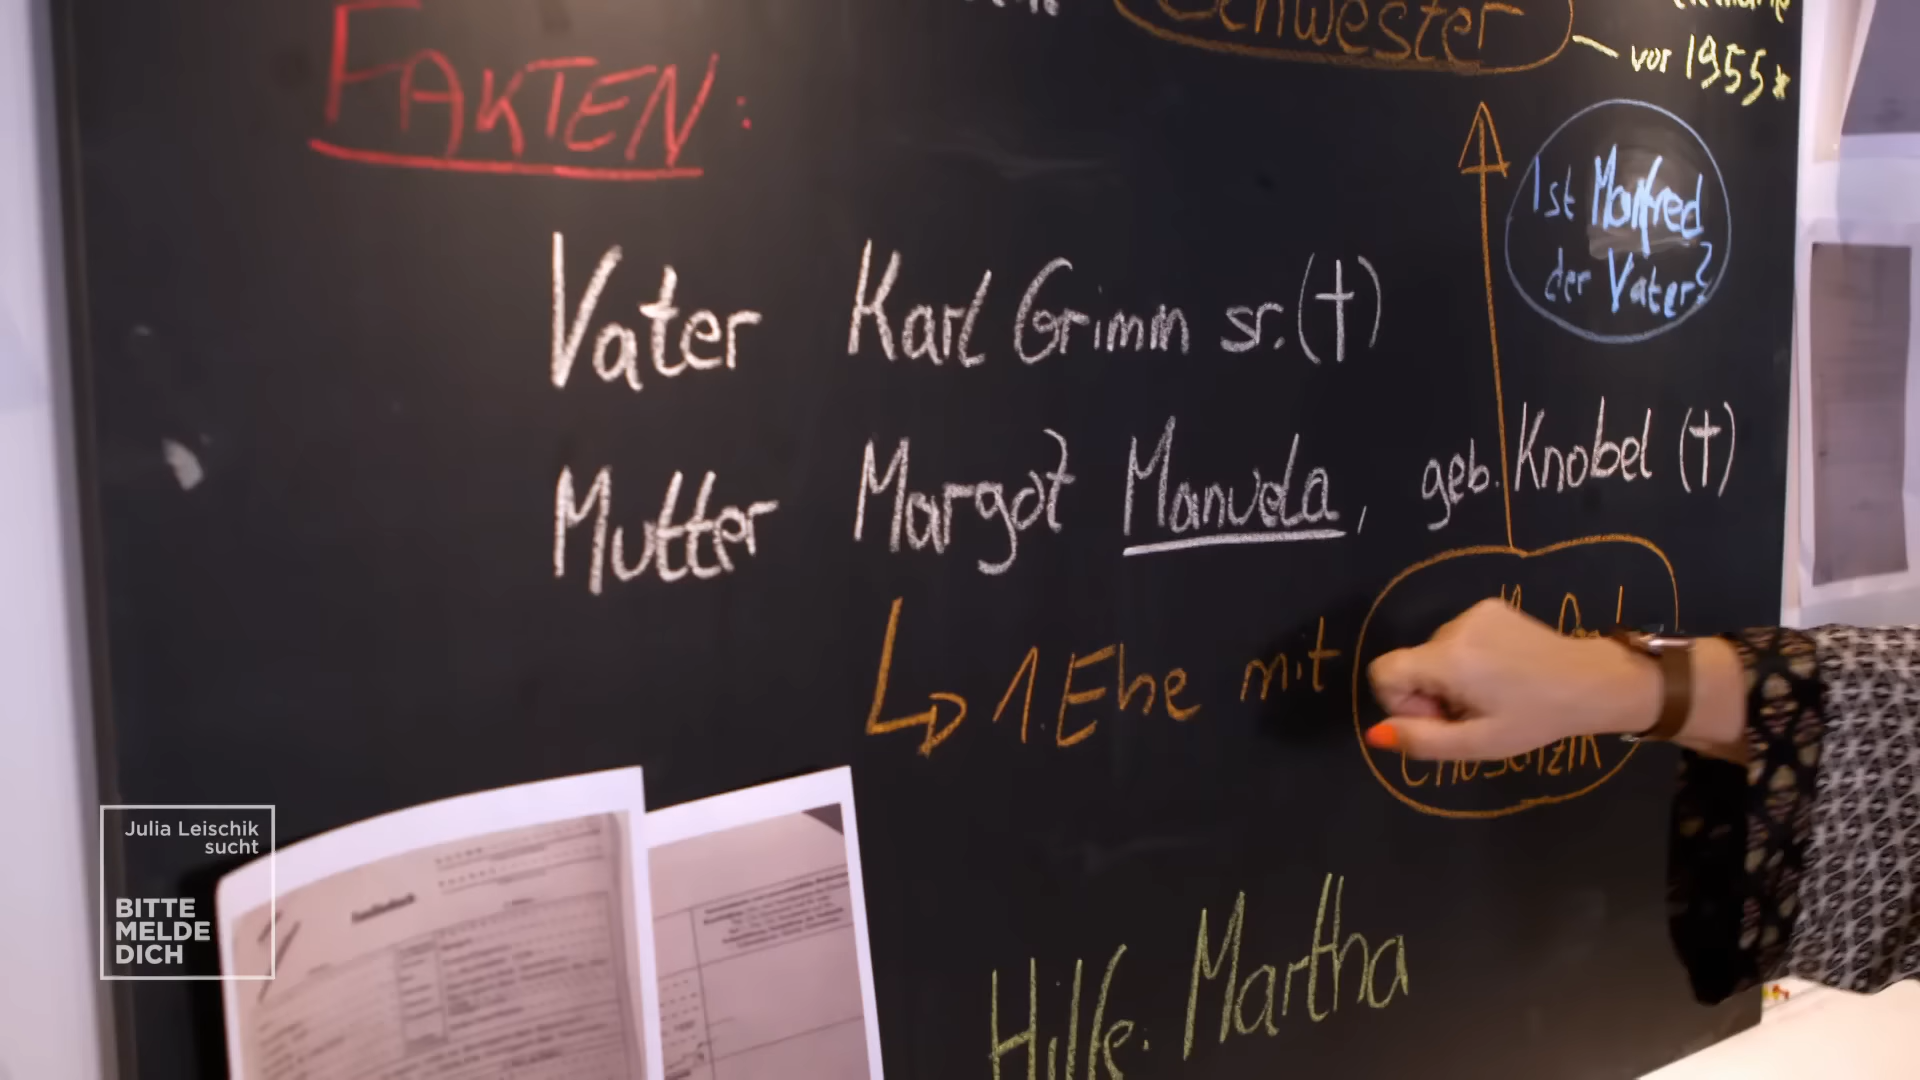 Schwester
vor 1955*
FAKTEN:
Ist Manfred
der Vater?
Vater Karl Grimm sr. (†)
Mutter Margot Manuela, geb. Knobel (†)
↳ 1. Ehe mit
Hilfe: Martha
Julia Leischik
sucht
BITTE
MELDE
DICH